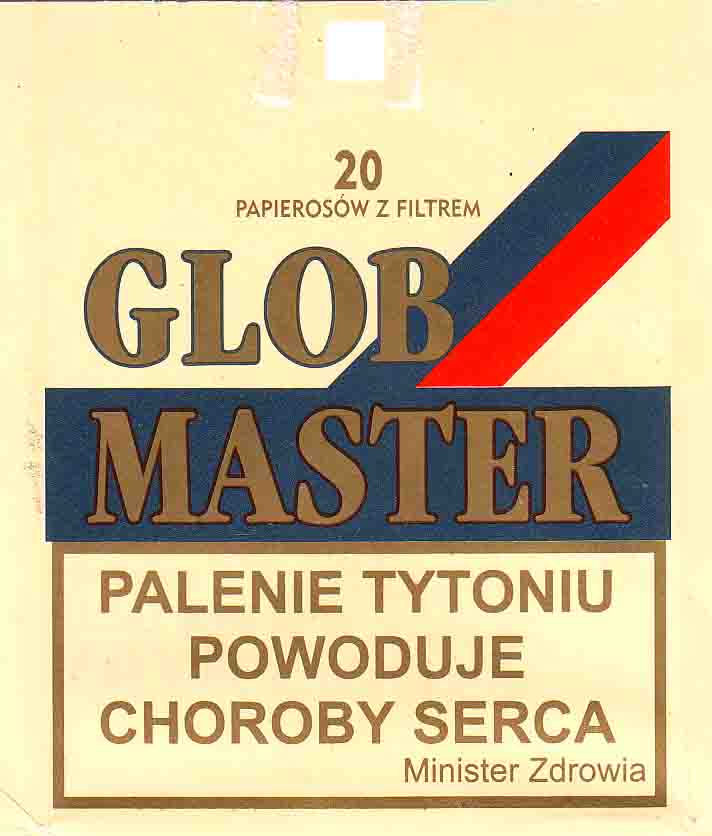 20
PAPIEROSÓW Z FILTREM
GLOB
MASTER
PALENIE TYTONIU
POWODUJE
CHOROBY SERCA
Minister Zdrowia